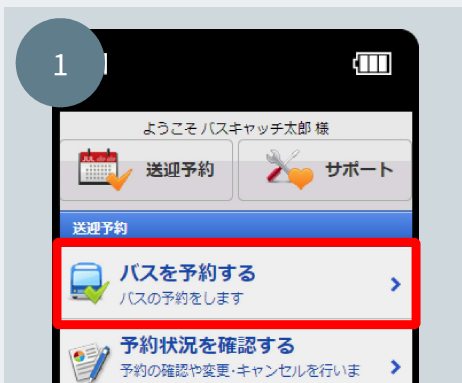 1
ようこそ バスキャッチ太郎 様
送迎予約 サポート
送迎予約
バスを予約する
バスの予約をします
予約状況を確認する
予約の確認や変更・キャンセルを行いま